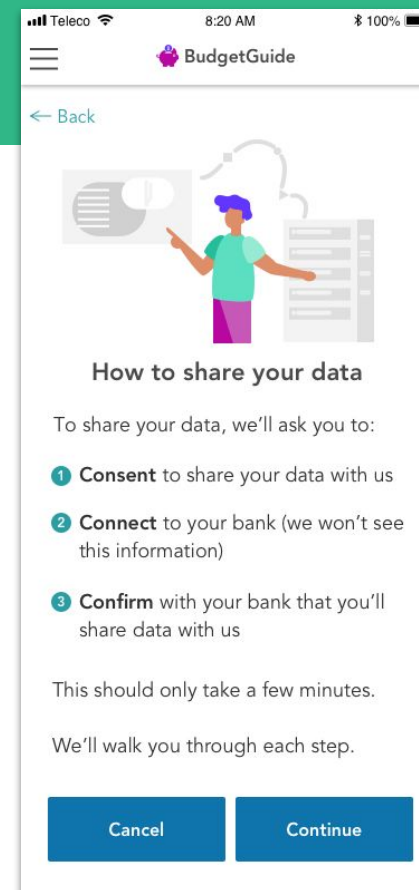 Teleco 8:20 AM 100%
BudgetGuide
← Back
How to share your data
To share your data, we'll ask you to:
1 Consent to share your data with us
2 Connect to your bank (we won't see
this information)
3 Confirm with your bank that you'll
share data with us
This should only take a few minutes.
We'll walk you through each step.
Cancel Continue